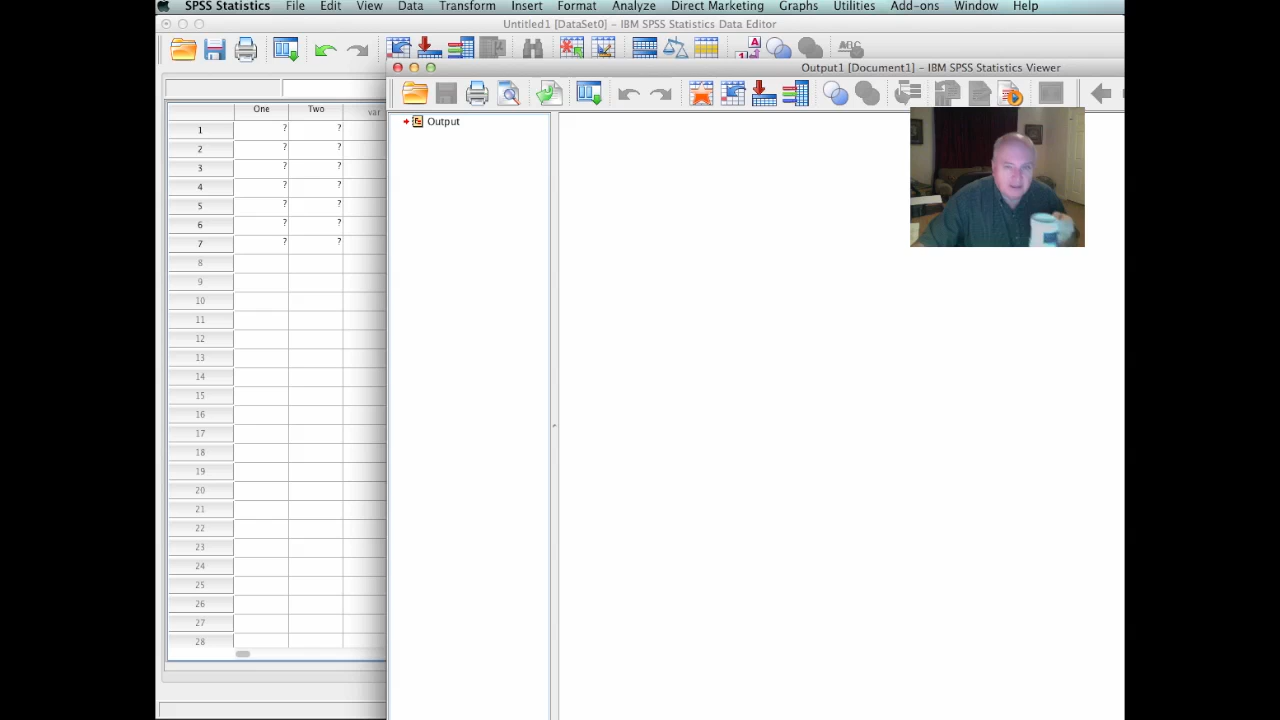 SPSS Statistics File Edit View Data Transform Insert Format Analyze Direct Marketing Graphs Utilities Add-ons Window Help
Untitled1 [DataSet0] – IBM SPSS Statistics Data Editor
Output1 [Document1] – IBM SPSS Statistics Viewer
One Two var
Output
1 ? ?
2 ? ?
3 ? ?
4 ? ?
5 ? ?
6 ? ?
7 ? ?
8
9
10
11
12
13
14
15
16
17
18
19
20
21
22
23
24
25
26
27
28